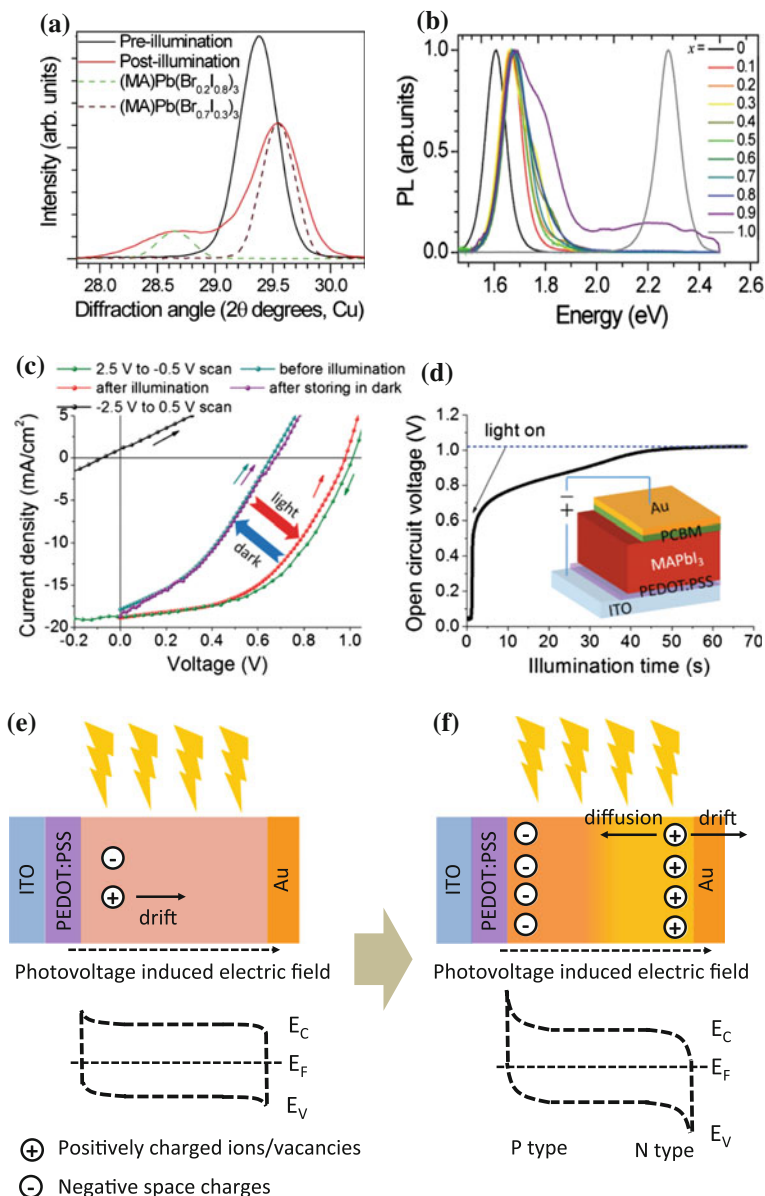 (a)
Pre-illumination
Post-illumination
(MA)Pb(Br0.2I0.8)3
(MA)Pb(Br0.7I0.3)3
Intensity (arb. units)
28.0 28.5 29.0 29.5 30.0
Diffraction angle (2θ degrees, Cu)
(b)
x =
0
0.1
0.2
0.3
0.4
0.5
0.6
0.7
0.8
0.9
1.0
PL (arb.units)
1.0
0.5
0.0
1.6 1.8 2.0 2.2 2.4 2.6
Energy (eV)
(c)
2.5 V to -0.5 V scan
before illumination
after illumination
after storing in dark
-2.5 V to 0.5 V scan
Current density (mA/cm2)
5
0
-5
-10
-15
-20
light
dark
-0.2 0.0 0.2 0.4 0.6 0.8 1.0
Voltage (V)
(d)
Open circuit voltage (V)
1.2
1.0
0.8
0.6
0.4
0.2
0.0
light on
Au
PCBM
MAPbI3
PEDOT:PSS
ITO
0 10 20 30 40 50 60 70
Illumination time (s)
(e)
ITO
PEDOT:PSS
-
+
drift
Au
Photovoltage induced electric field
EC
EF
EV
(f)
ITO
PEDOT:PSS
-
-
-
-
diffusion
drift
+
+
+
+
Au
Photovoltage induced electric field
EC
EF
EV
P type N type
+ Positively charged ions/vacancies
- Negative space charges